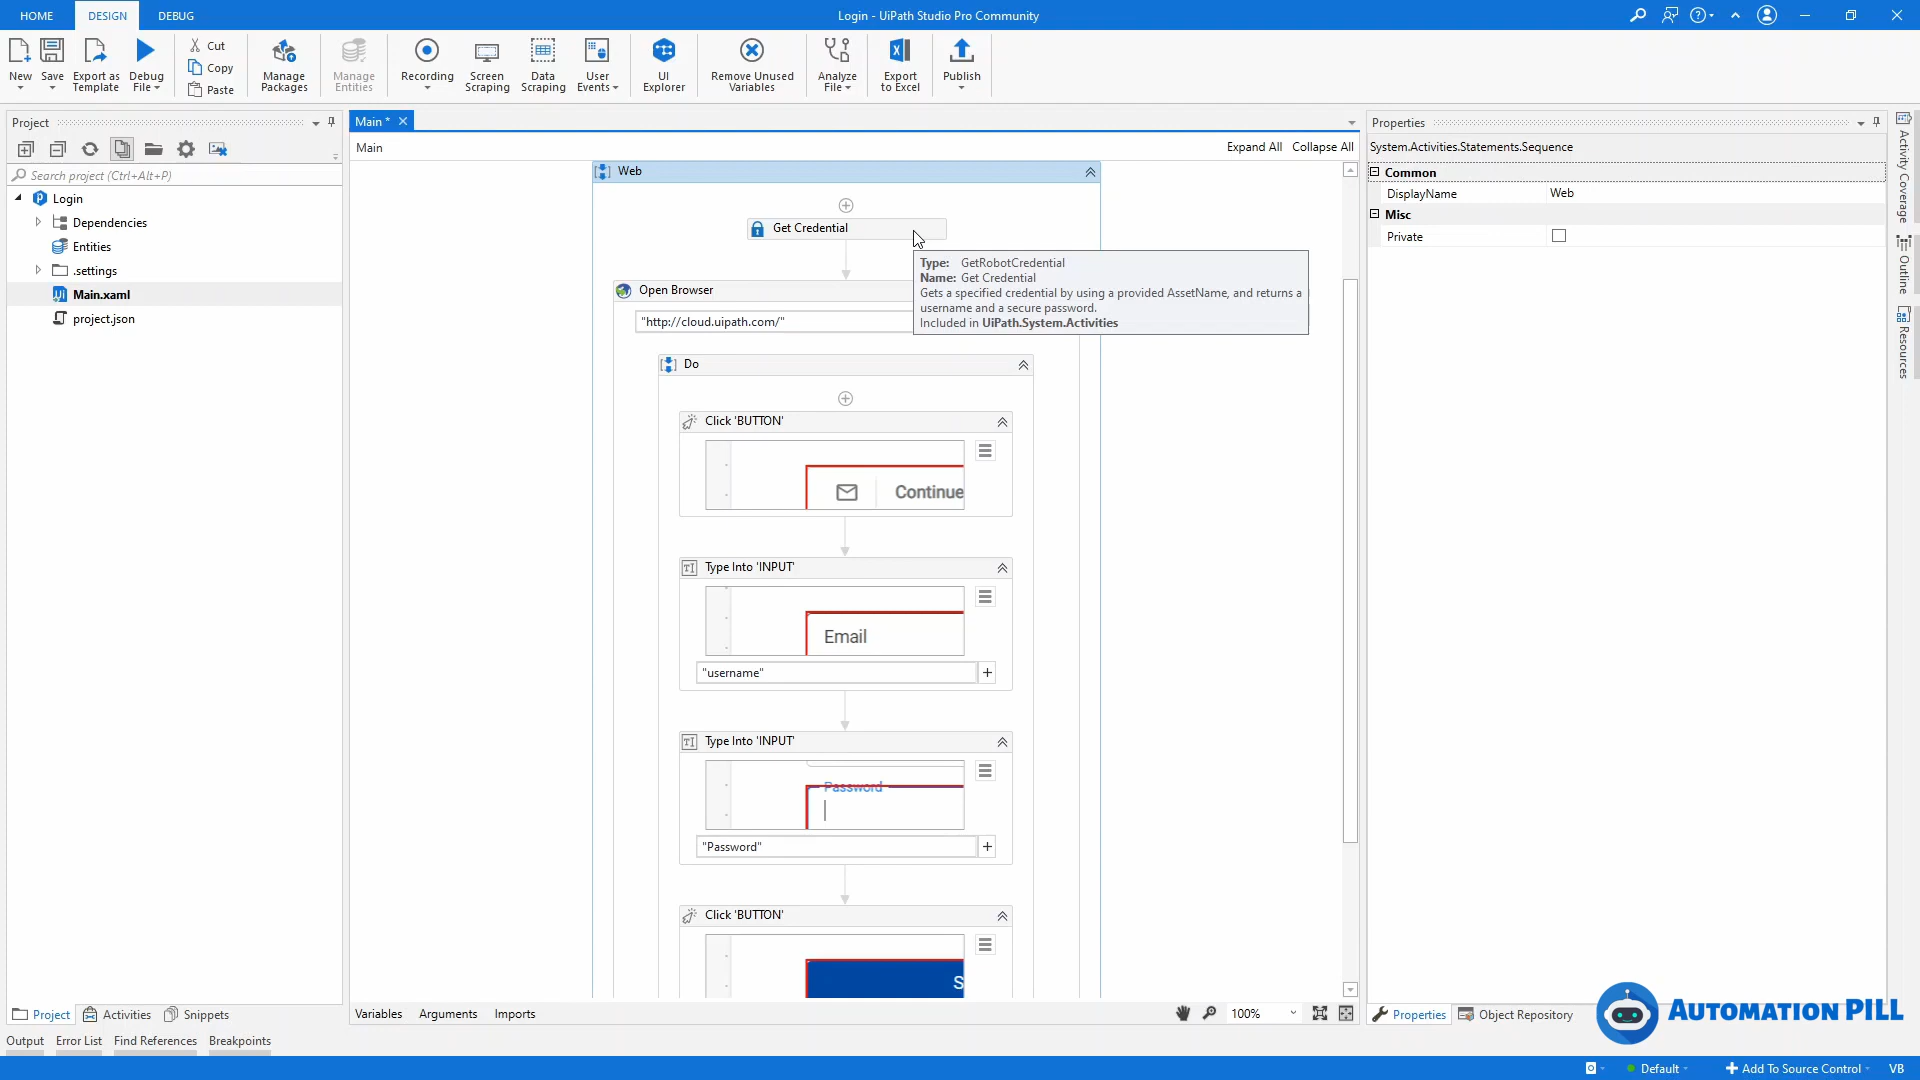 HOME DESIGN DEBUG
Login - UiPath Studio Pro Community
New
Save
Export as
Template
Debug
File
Cut
Copy
Paste
Manage
Packages
Manage
Entities
Recording
Screen
Scraping
Data
Scraping
User
Events
UI
Explorer
Remove Unused
Variables
Analyze
File
Export
to Excel
Publish
Project
Search project (Ctrl+Alt+P)
Login
Dependencies
Entities
.settings
Main.xaml
project.json
Main *
Main
Expand All Collapse All
Web
Get Credential
Type: GetRobotCredential
Name: Get Credential
Gets a specified credential by using a provided AssetName, and returns a
username and a secure password.
Included in UiPath.System.Activities
Open Browser
"http://cloud.uipath.com/"
Do
Click 'BUTTON'
Continue
Type Into 'INPUT'
Email
"username"
Type Into 'INPUT'
Password
"Password"
Click 'BUTTON'
S
Variables Arguments Imports
100%
Properties
System.Activities.Statements.Sequence
Common
DisplayName Web
Misc
Private
Activity Coverage
Outline
Resources
Project Activities Snippets
Properties Object Repository
AUTOMATION PILL
Output Error List Find References Breakpoints
Default
Add To Source Control
VB